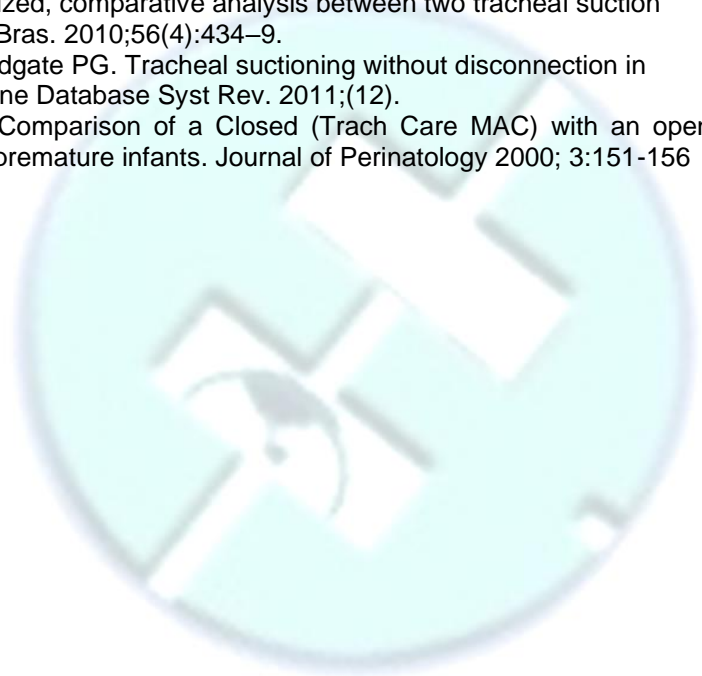 ized, comparative analysis between two tracheal suction
Bras. 2010;56(4):434–9.
dgate PG. Tracheal suctioning without disconnection in
ne Database Syst Rev. 2011;(12).
Comparison of a Closed (Trach Care MAC) with an open
premature infants. Journal of Perinatology 2000; 3:151-156